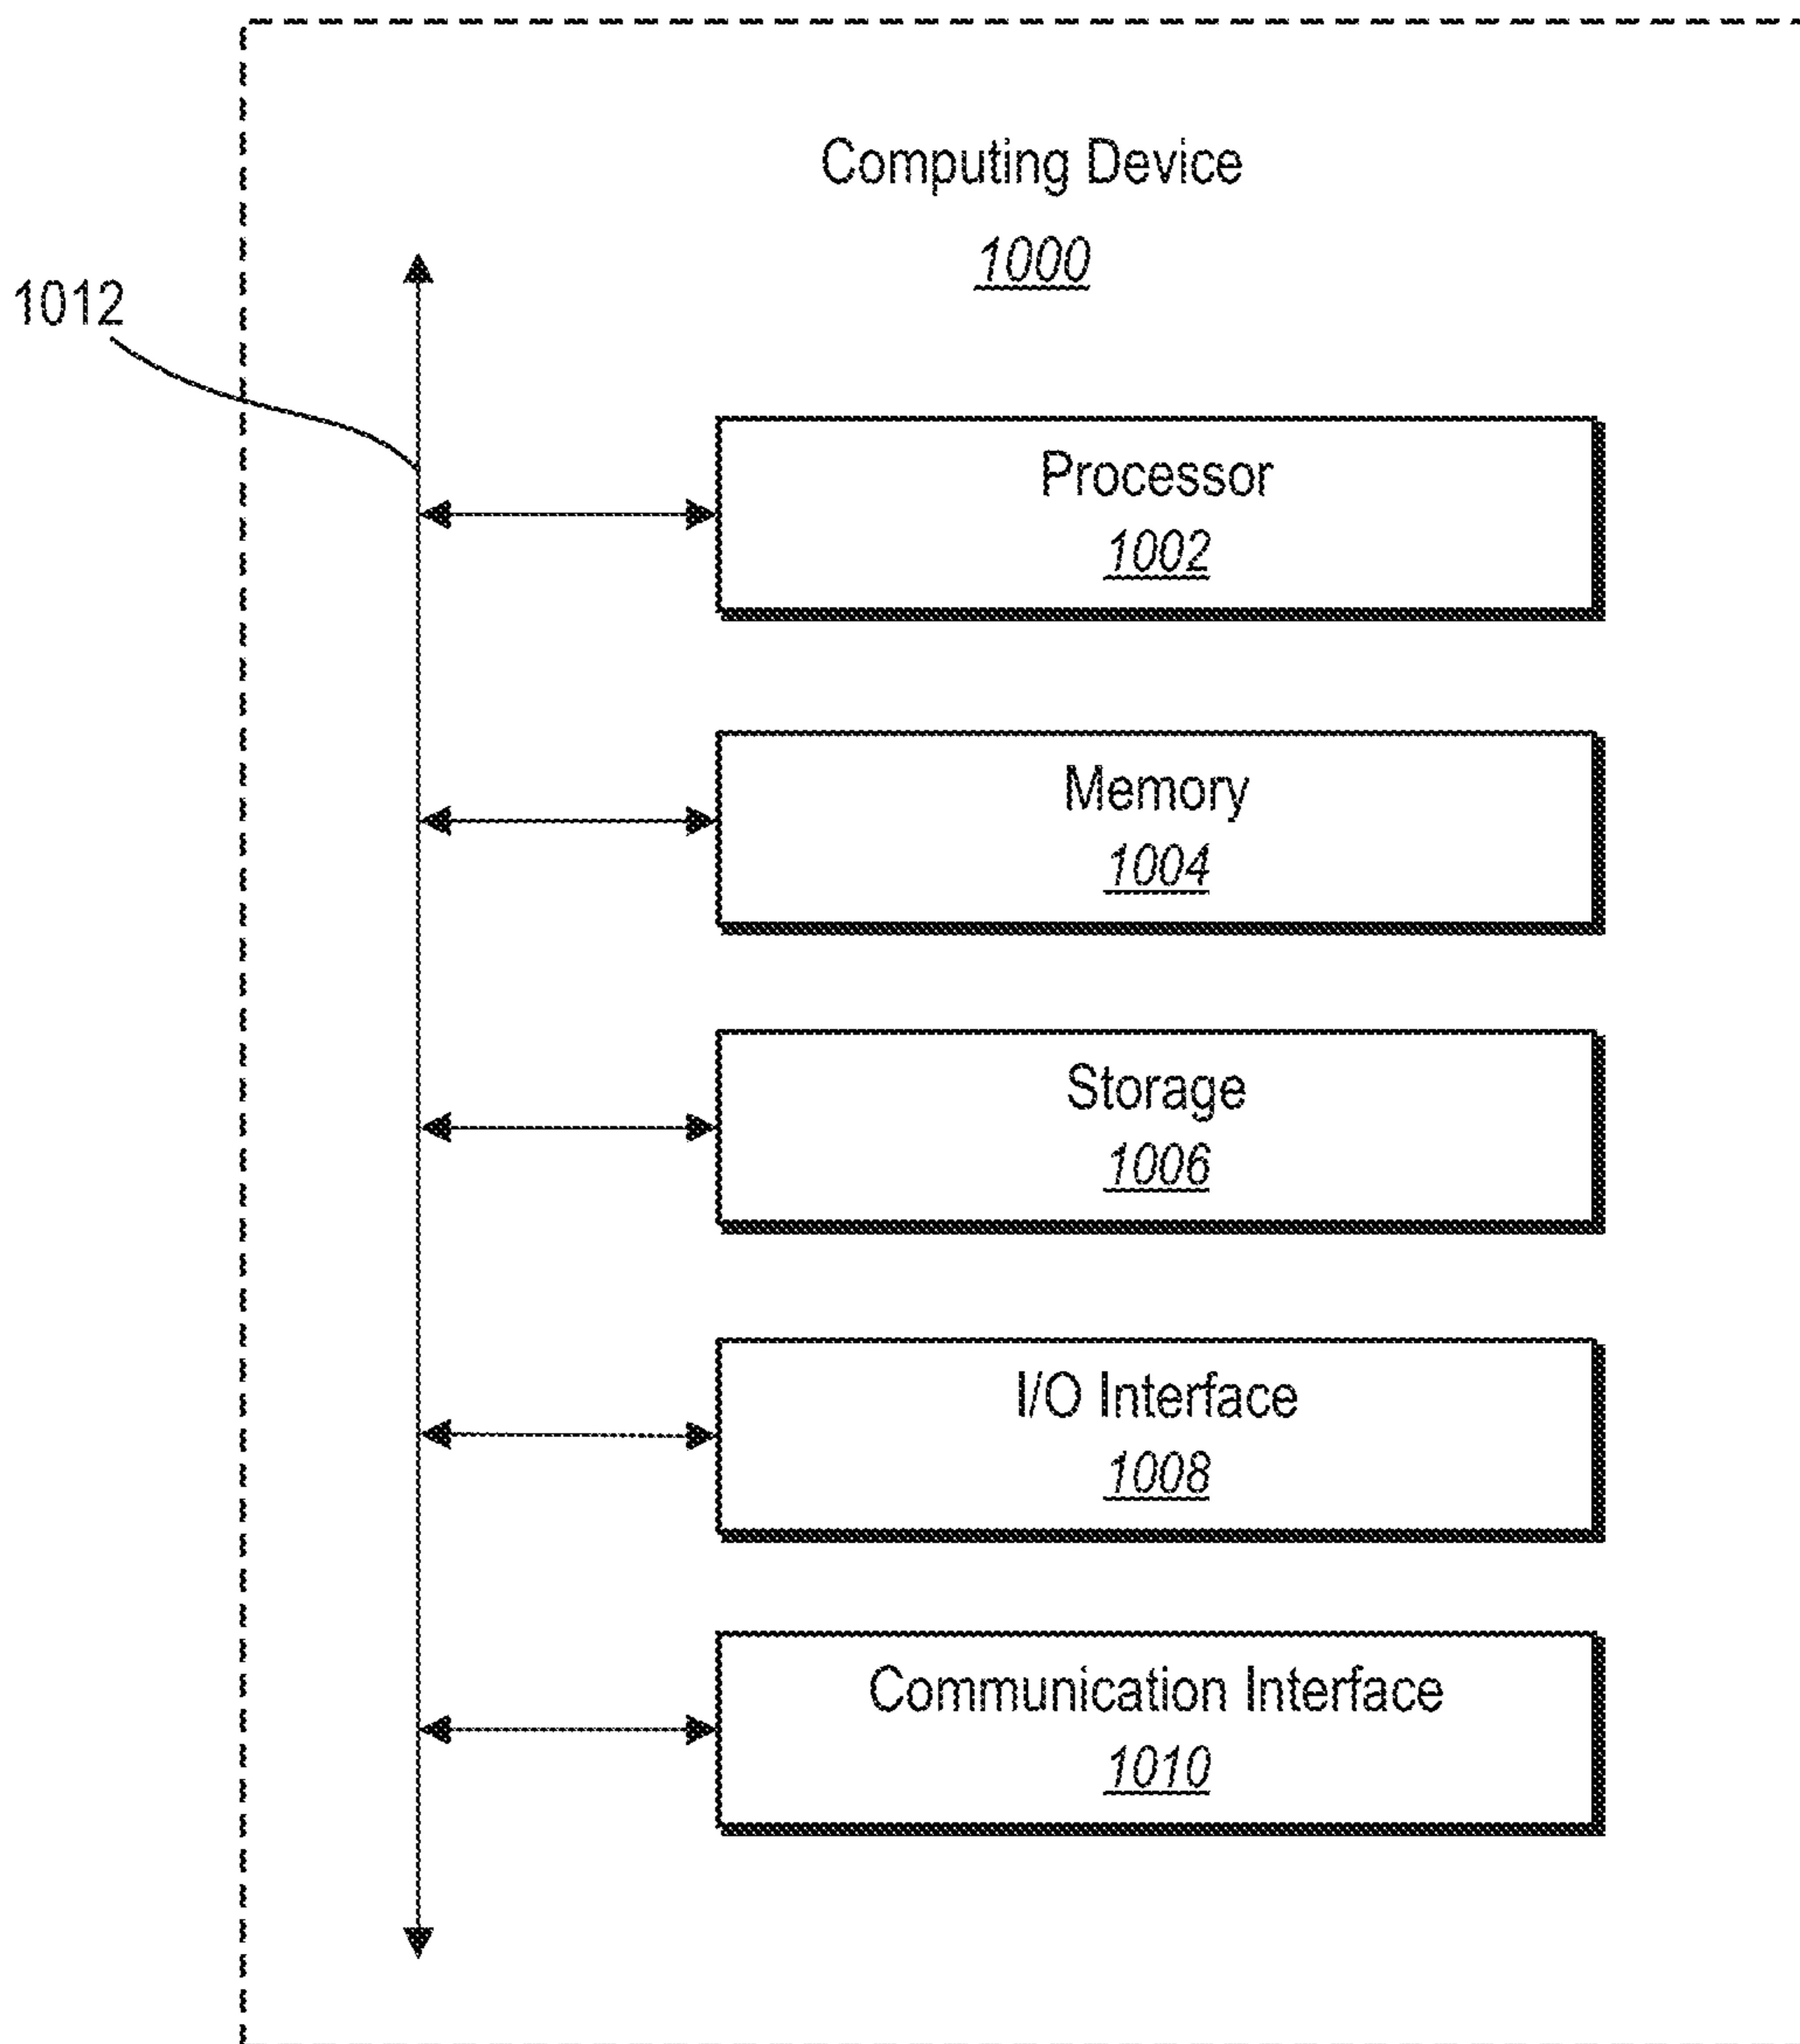 Computing Device
1000
1012
Processor
1002
Memory
1004
Storage
1006
I/O Interface
1008
Communication Interface
1010